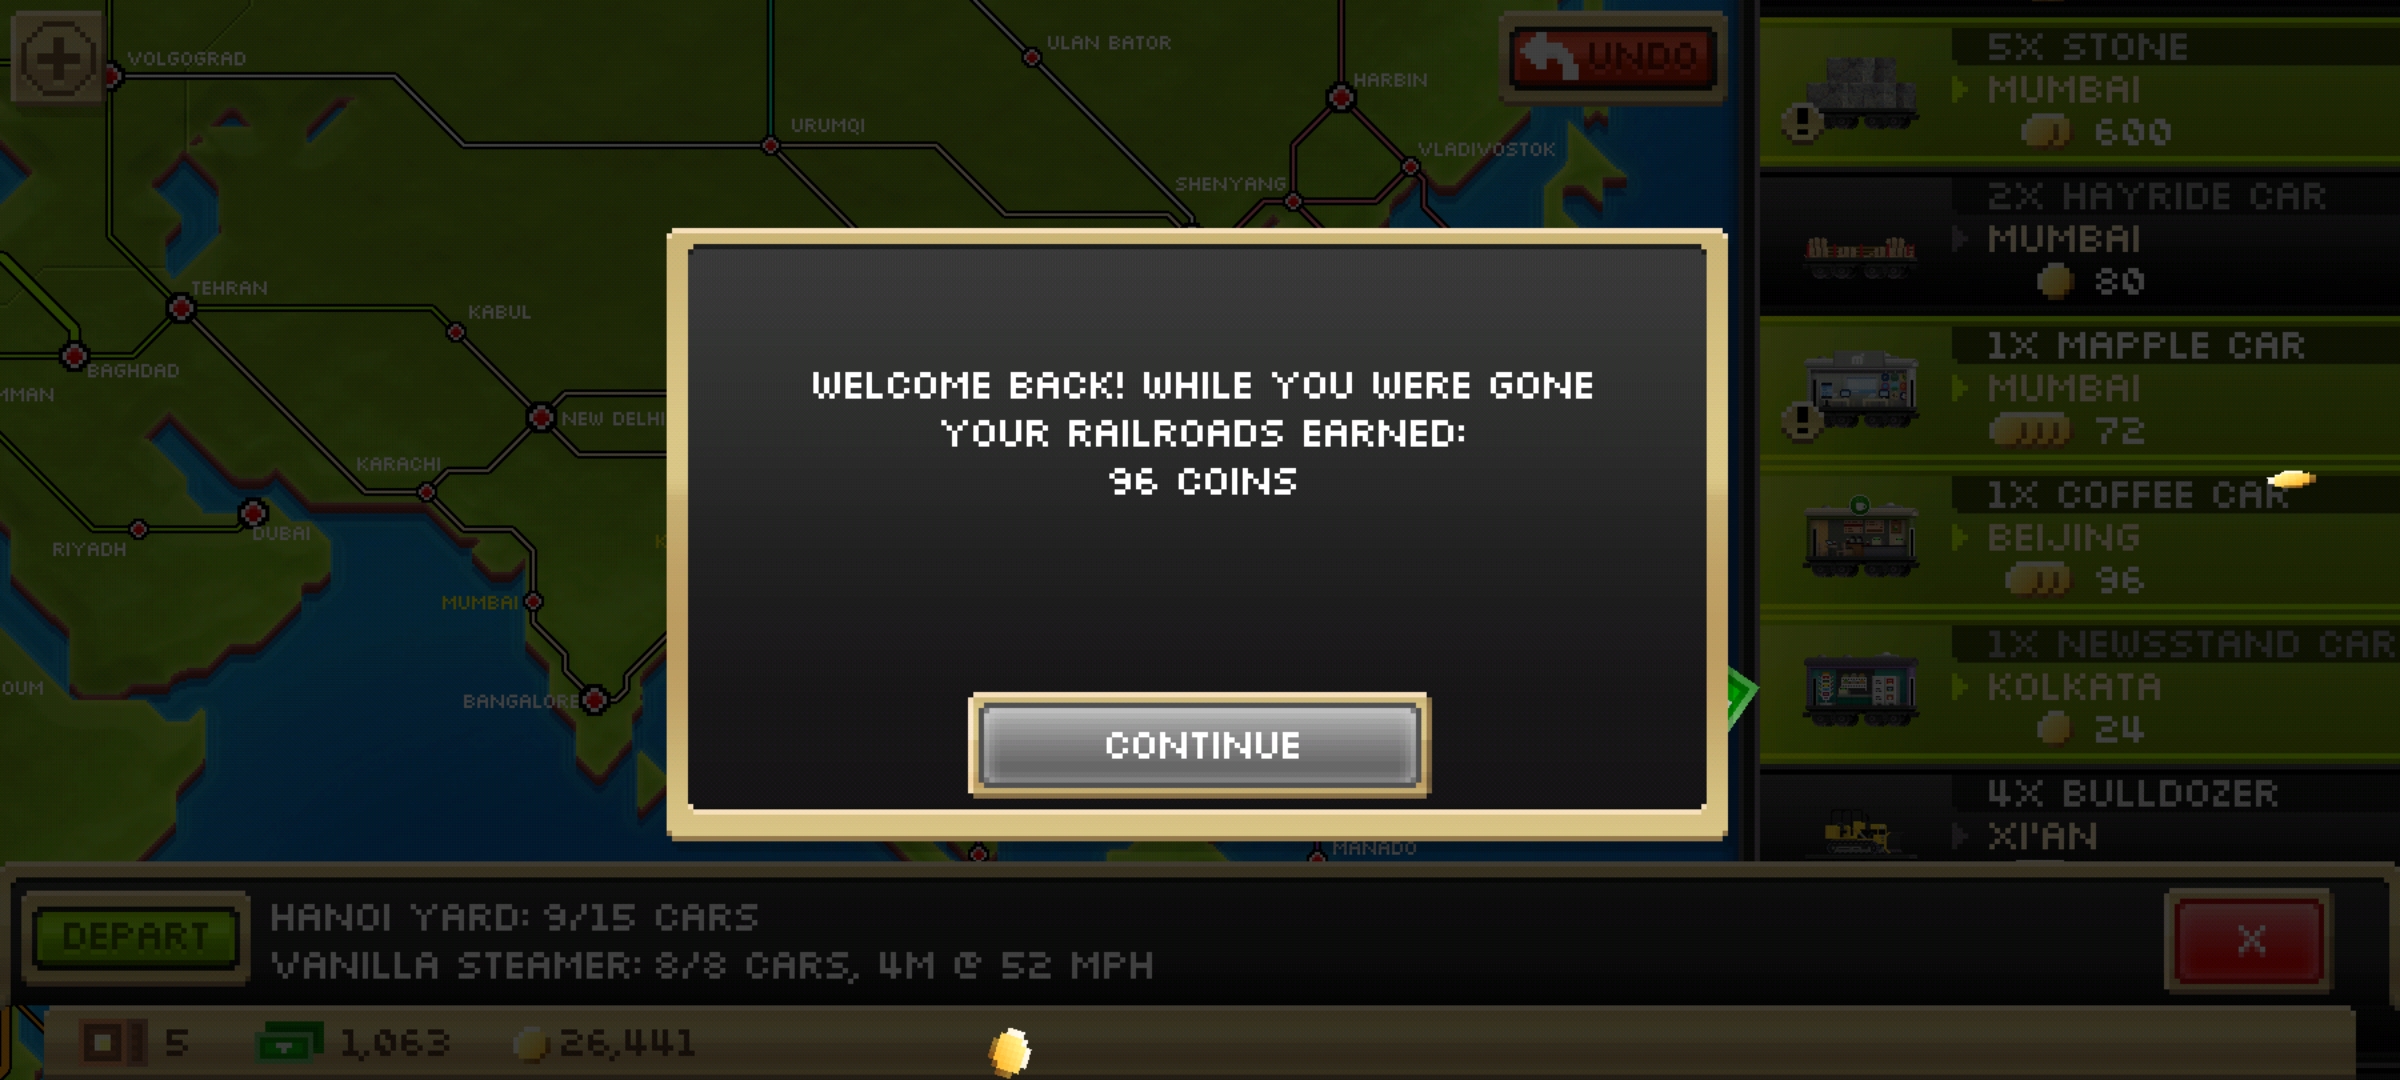 VOLGOGRAD
ULAN BATOR
HARBIN
UNDO
URUMQI
VLADIVOSTOK
SHENYANG
TEHRAN
KABUL
BAGHDAD
MMAN
NEW DELHI
KARACHI
DUBAI
RIYADH
K
MUMBAI
OUM
BANGALORE
MANADO
WELCOME BACK! WHILE YOU WERE GONE
YOUR RAILROADS EARNED:
96 COINS
CONTINUE
5X STONE
MUMBAI
600
2X HAYRIDE CAR
MUMBAI
80
1X MAPPLE CAR
MUMBAI
72
1X COFFEE CAR
BEIJING
96
1X NEWSSTAND CAR
KOLKATA
24
4X BULLDOZER
XI'AN
DEPART
HANOI YARD: 9/15 CARS
VANILLA STEAMER: 8/8 CARS, 4M @ 52 MPH
X
5
1,063
26,441